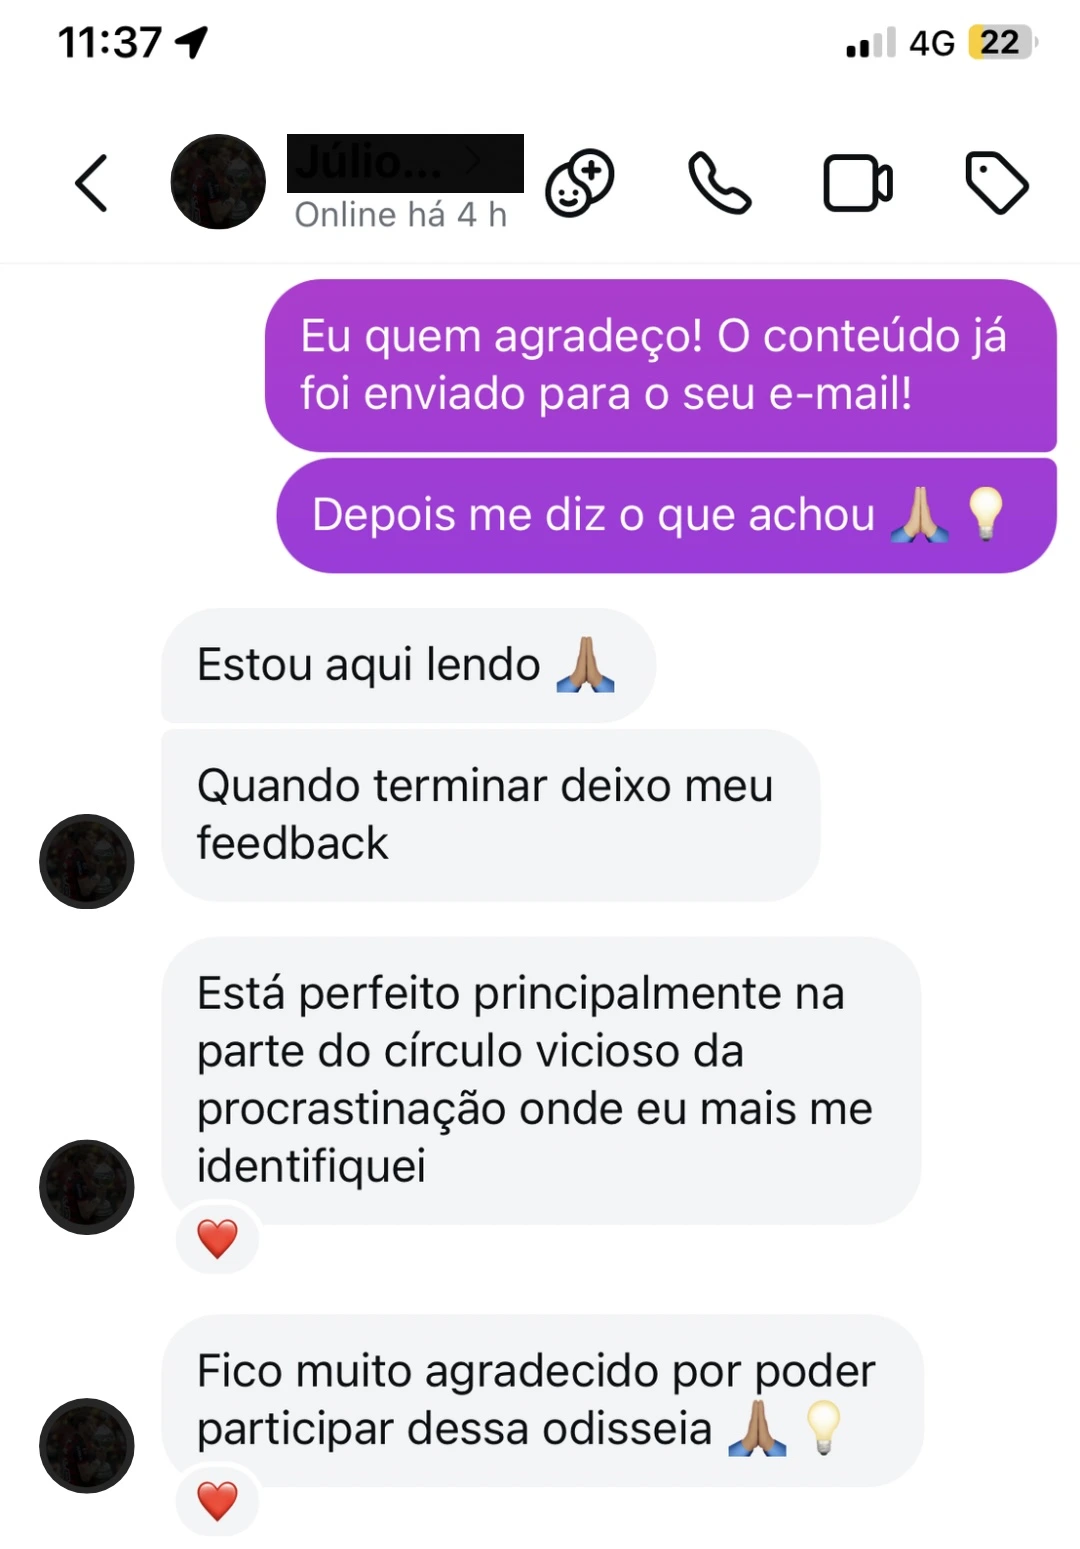 11:37
4G 22
Júlio...
Online há 4 h
Eu quem agradeço! O conteúdo já
foi enviado para o seu e-mail!
Depois me diz o que achou 🙏🏽 💡
Estou aqui lendo 🙏🏽
Quando terminar deixo meu
feedback
Está perfeito principalmente na
parte do círculo vicioso da
procrastinação onde eu mais me
identifiquei
❤️
Fico muito agradecido por poder
participar dessa odisseia 🙏🏽 💡
❤️